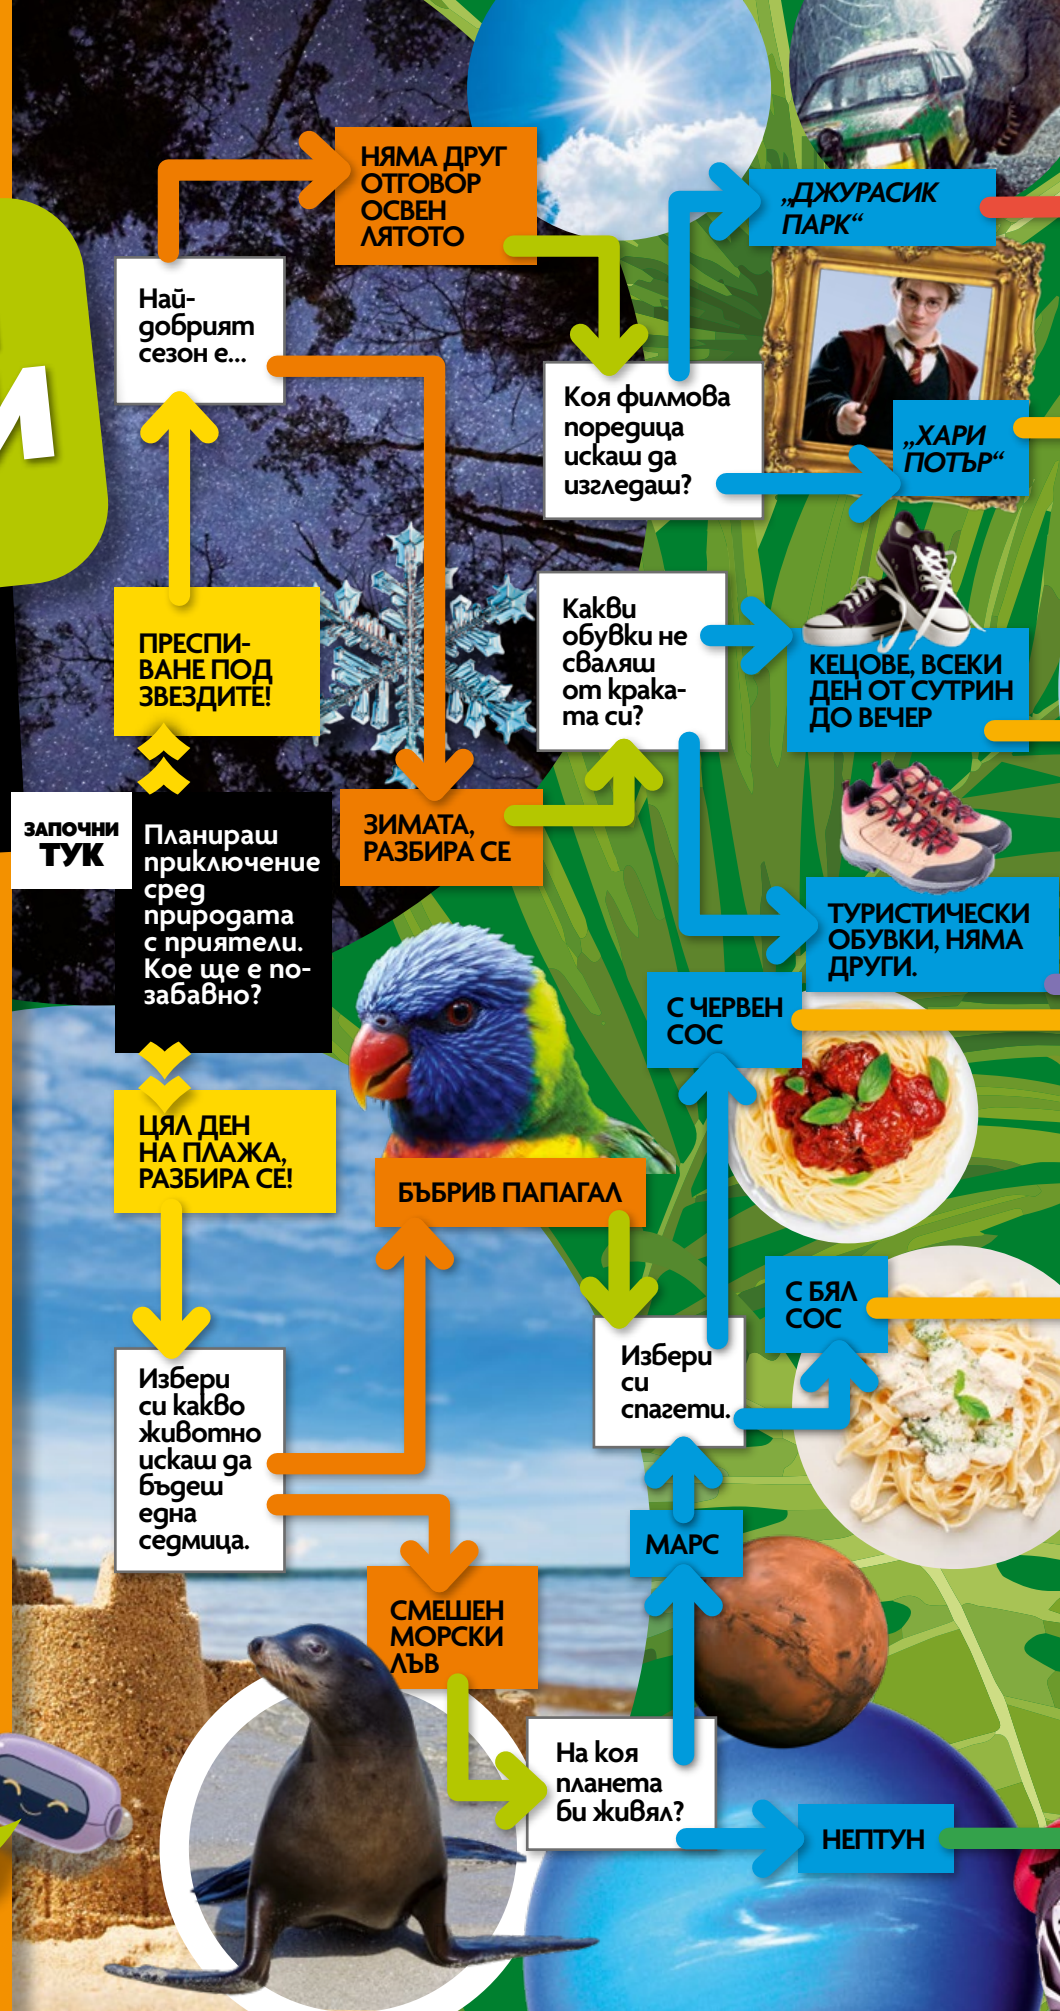 И
НЯМА ДРУГ
ОТГОВОР
ОСВЕН
ЛЯТОТО
„ДЖУРАСИК
ПАРК“
Най-
добрият
сезон е...
Коя филмова
поредица
искаш да
изгледаш?
„ХАРИ
ПОТЪР“
ПРЕСПИ-
ВАНЕ ПОД
ЗВЕЗДИТЕ!
Какви
обувки не
сваляш
от крака-
та си?
КЕЦОВЕ, ВСЕКИ
ДЕН ОТ СУТРИН
ДО ВЕЧЕР
ЗАПОЧНИ
ТУК
Планираш
приключение
сред
природата
с приятели.
Кое ще е по-
забавно?
ЗИМАТА,
РАЗБИРА СЕ
ТУРИСТИЧЕСКИ
ОБУВКИ, НЯМА
ДРУГИ.
С ЧЕРВЕН
СОС
ЦЯЛ ДЕН
НА ПЛАЖА,
РАЗБИРА СЕ!
БЪБРИВ ПАПАГАЛ
С БЯЛ
СОС
Избери
си
спагети.
Избери
си какво
животно
искаш да
бъдеш
една
седмица.
МАРС
СМЕШЕН
МОРСКИ
ЛЪВ
На коя
планета
би живял?
НЕПТУН